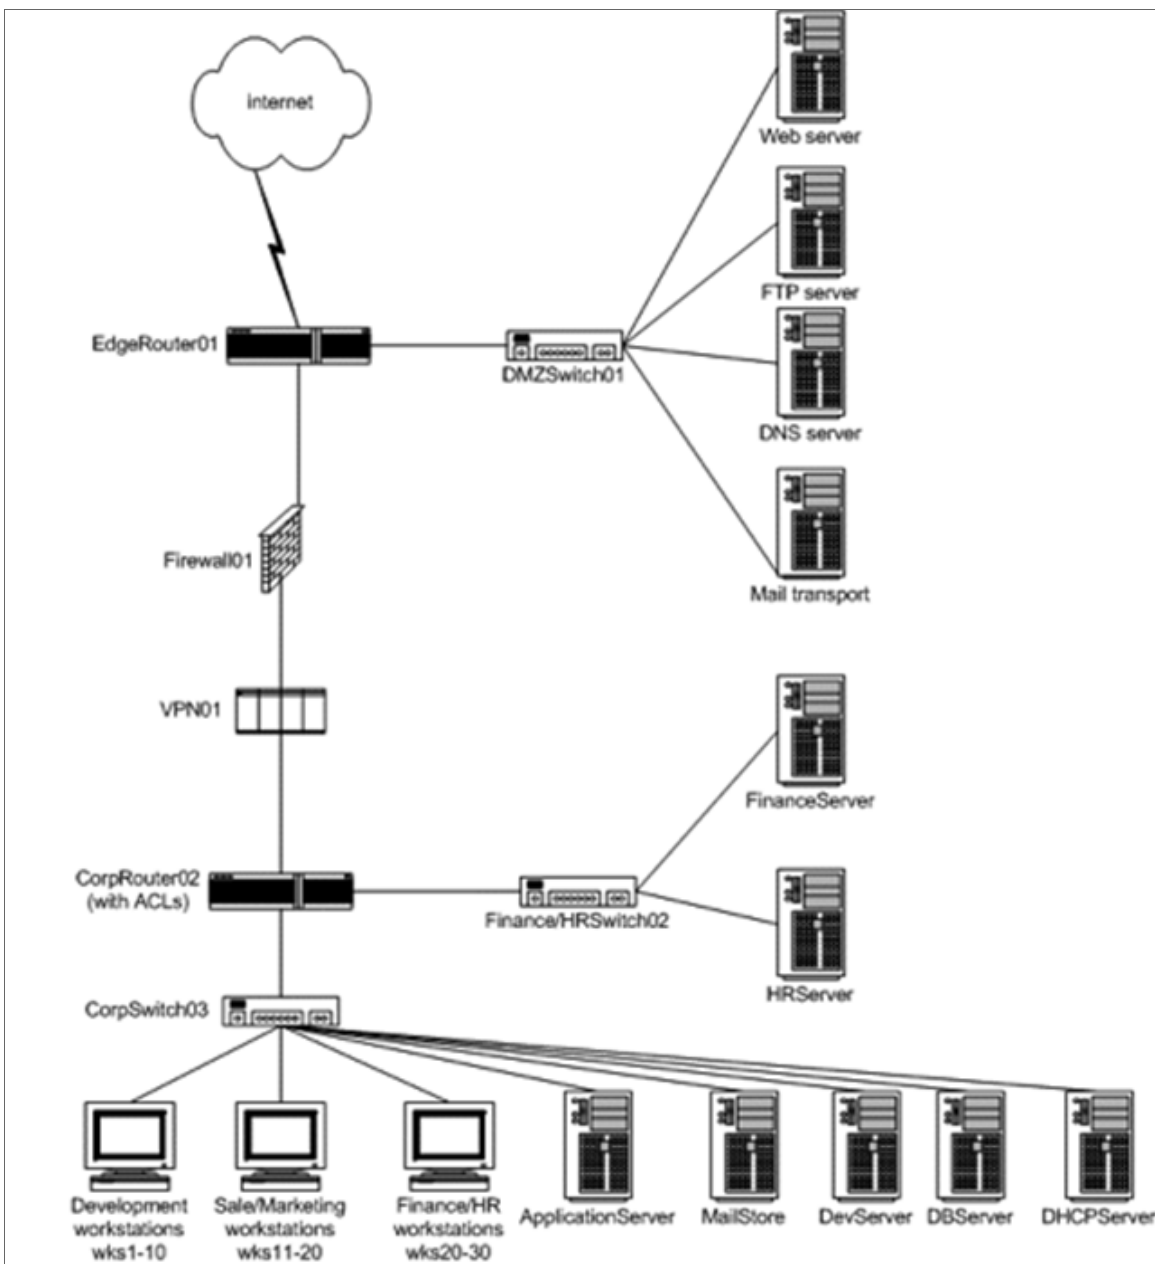 internet
Web server
FTP server
EdgeRouter01
DMZSwitch01
DNS server
Firewall01
Mail transport
VPN01
FinanceServer
CorpRouter02
(with ACLs)
Finance/HRSwitch02
HRServer
CorpSwitch03
Development
workstations
wks1-10
Sale/Marketing
workstations
wks11-20
Finance/HR
workstations
wks20-30
ApplicationServer
MailStore
DevServer
DBServer
DHCPServer